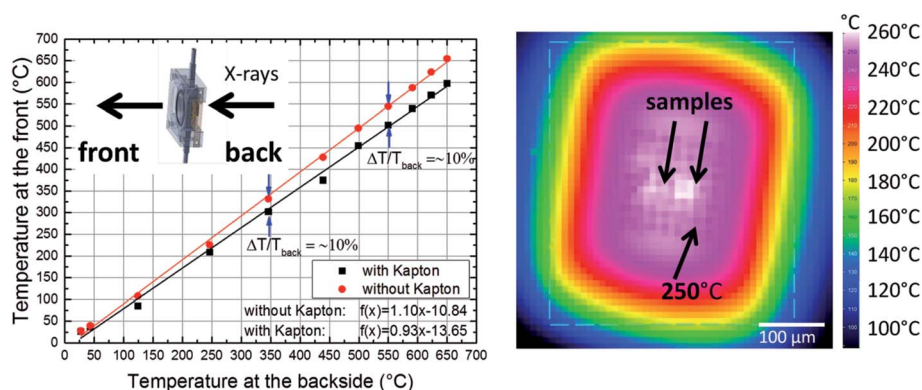 Temperature at the front (°C)
700
650
600
550
500
450
400
350
300
250
200
150
100
50
0
X-rays
front
back
ΔT/Tback =~10%
ΔT/Tback =~10%
with Kapton
without Kapton
without Kapton: f(x)=1.10x-10.84
with Kapton: f(x)=0.93x-13.65
0 50 100 150 200 250 300 350 400 450 500 550 600 650 700
Temperature at the backside (°C)
samples
250°C
100 µm
°C
260°C
240°C
220°C
200°C
180°C
160°C
140°C
120°C
100°C